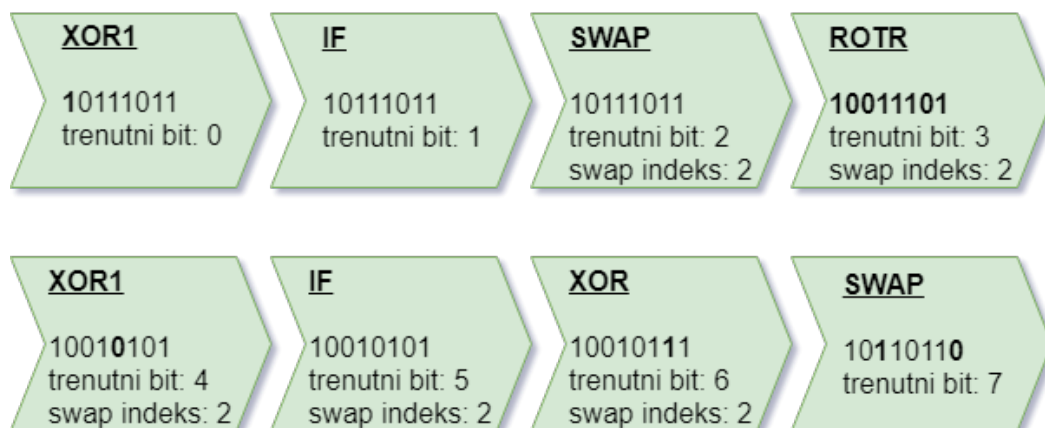 XOR1
10111011
trenutni bit: 0
IF
10111011
trenutni bit: 1
SWAP
10111011
trenutni bit: 2
swap indeks: 2
ROTR
10011101
trenutni bit: 3
swap indeks: 2
XOR1
10010101
trenutni bit: 4
swap indeks: 2
IF
10010101
trenutni bit: 5
swap indeks: 2
XOR
10010111
trenutni bit: 6
swap indeks: 2
SWAP
10110110
trenutni bit: 7